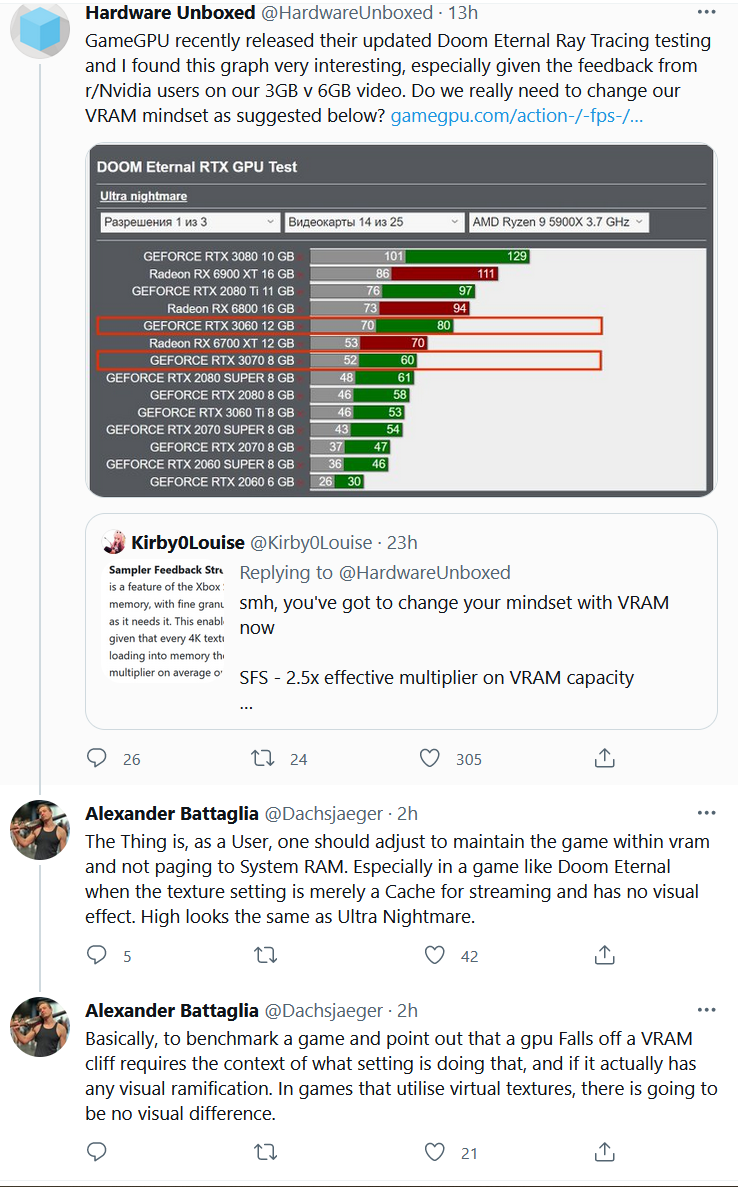 Hardware Unboxed @HardwareUnboxed · 13h
GameGPU recently released their updated Doom Eternal Ray Tracing testing
and I found this graph very interesting, especially given the feedback from
r/Nvidia users on our 3GB v 6GB video. Do we really need to change our
VRAM mindset as suggested below? gamegpu.com/action-/-fps-/...
DOOM Eternal RTX GPU Test
Ultra nightmare
Разрешения 1 из 3 Видеокарты 14 из 25 AMD Ryzen 9 5900X 3.7 GHz
GEFORCE RTX 3080 10 GB 101 129
Radeon RX 6900 XT 16 GB 86 111
GEFORCE RTX 2080 Ti 11 GB 76 97
Radeon RX 6800 16 GB 73 94
GEFORCE RTX 3060 12 GB 70 80
Radeon RX 6700 XT 12 GB 53 70
GEFORCE RTX 3070 8 GB 52 60
GEFORCE RTX 2080 SUPER 8 GB 48 61
GEFORCE RTX 2080 8 GB 46 58
GEFORCE RTX 3060 Ti 8 GB 46 53
GEFORCE RTX 2070 SUPER 8 GB 43 54
GEFORCE RTX 2070 8 GB 37 47
GEFORCE RTX 2060 SUPER 8 GB 36 46
GEFORCE RTX 2060 6 GB 26 30
Kirby0Louise @Kirby0Louise · 23h
Sampler Feedback Stre
is a feature of the Xbox
memory, with fine granu
as it needs it. This enabl
given that every 4K textu
loading into memory the
multiplier on average o
Replying to @HardwareUnboxed
smh, you've got to change your mindset with VRAM
now
SFS - 2.5x effective multiplier on VRAM capacity
...
26 24 305
Alexander Battaglia @Dachsjaeger · 2h
The Thing is, as a User, one should adjust to maintain the game within vram
and not paging to System RAM. Especially in a game like Doom Eternal
when the texture setting is merely a Cache for streaming and has no visual
effect. High looks the same as Ultra Nightmare.
5 42
Alexander Battaglia @Dachsjaeger · 2h
Basically, to benchmark a game and point out that a gpu Falls off a VRAM
cliff requires the context of what setting is doing that, and if it actually has
any visual ramification. In games that utilise virtual textures, there is going to
be no visual difference.
21